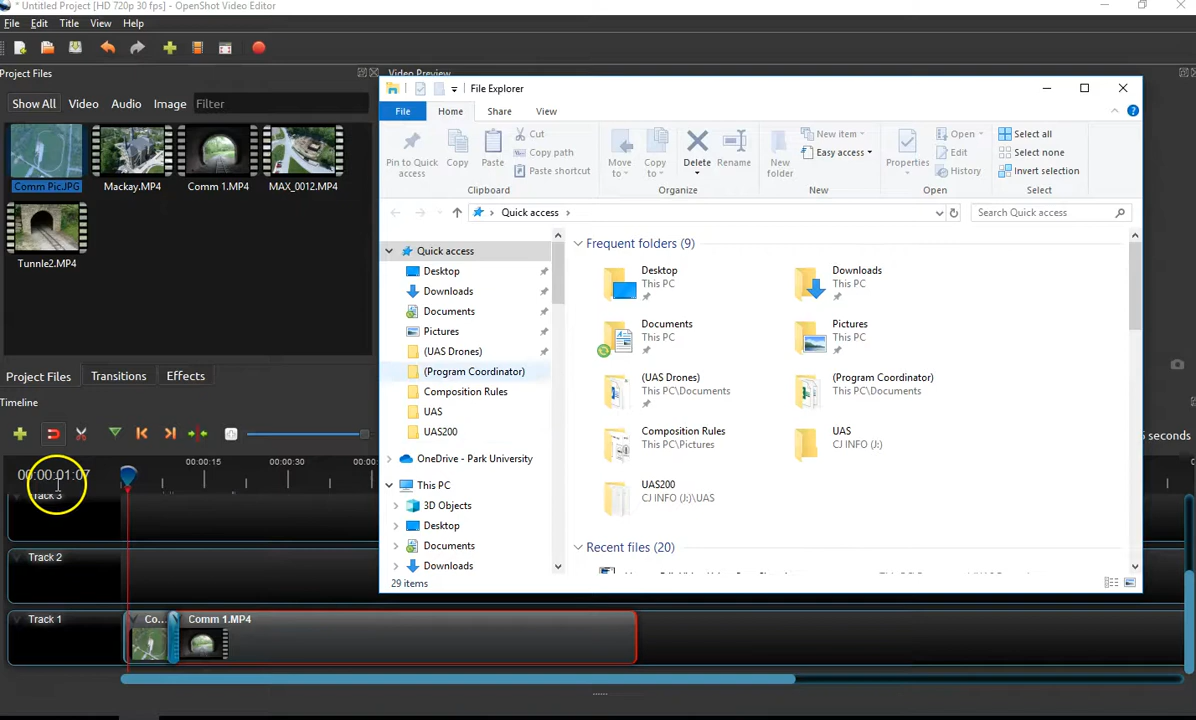 * Untitled Project [HD 720p 30 fps] - OpenShot Video Editor
File Edit Title View Help
Project Files
Video Preview
Show All Video Audio Image Filter
Comm Pic.JPG Mackay.MP4 Comm 1.MP4 MAX_0012.MP4
Tunnle2.MP4
Project Files Transitions Effects
Timeline
5 seconds
00:00:01:07
00:00:15 00:00:30
Track 3
Track 2
Track 1
Co... Comm 1.MP4
File Explorer
File Home Share View
Pin to Quick access
Copy
Paste
Cut
Copy path
Paste shortcut
Clipboard
Move to
Copy to
Delete
Rename
Organize
New folder
New item
Easy access
New
Properties
Open
Edit
History
Open
Select all
Select none
Invert selection
Select
Quick access
Search Quick access
Quick access
Desktop
Downloads
Documents
Pictures
(UAS Drones)
(Program Coordinator)
Composition Rules
UAS
UAS200
OneDrive - Park University
This PC
3D Objects
Desktop
Documents
Downloads
Frequent folders (9)
Desktop
This PC
Downloads
This PC
Documents
This PC
Pictures
This PC
(UAS Drones)
This PC\Documents
(Program Coordinator)
This PC\Documents
Composition Rules
This PC\Pictures
UAS
CJ INFO (J:)
UAS200
CJ INFO (J:)\UAS
Recent files (20)
29 items